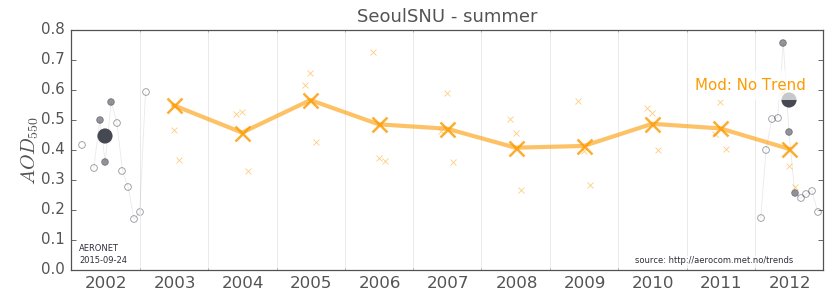 SeoulSNU - summer
0.8
0.7
0.6
0.5
0.4
0.3
0.2
0.1
0.0
AOD550
Mod: No Trend
AERONET
2015-09-24
source: http://aerocom.met.no/trends
2002 2003 2004 2005 2006 2007 2008 2009 2010 2011 2012